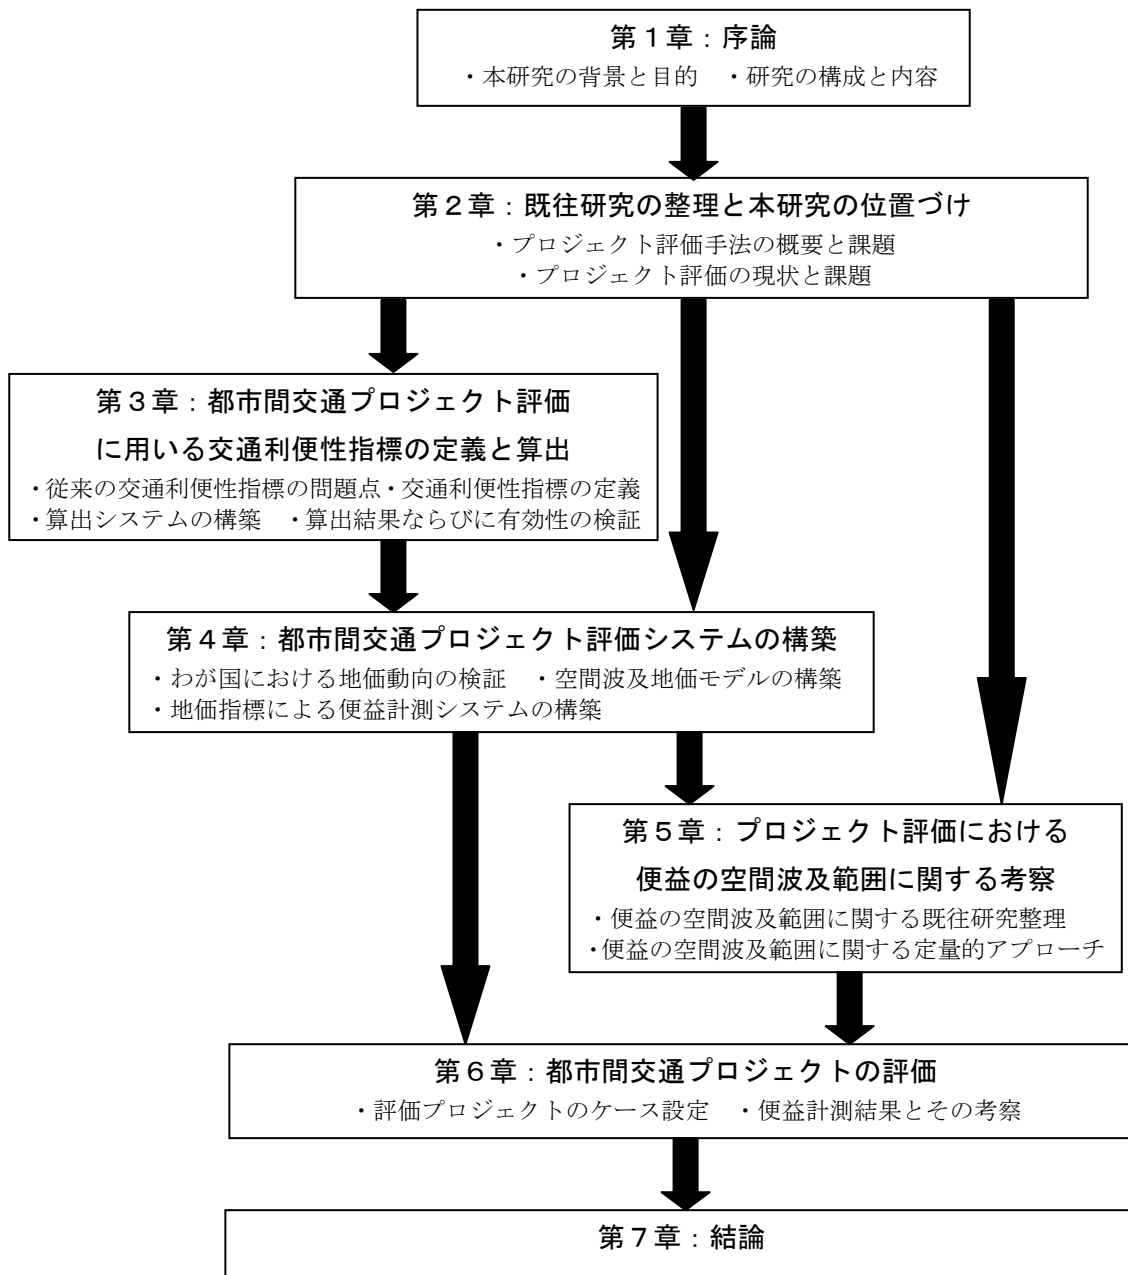 第１章：序論
・本研究の背景と目的　・研究の構成と内容
第２章：既往研究の整理と本研究の位置づけ
・プロジェクト評価手法の概要と課題
・プロジェクト評価の現状と課題
第３章：都市間交通プロジェクト評価
に用いる交通利便性指標の定義と算出
・従来の交通利便性指標の問題点・交通利便性指標の定義
・算出システムの構築　・算出結果ならびに有効性の検証
第４章：都市間交通プロジェクト評価システムの構築
・わが国における地価動向の検証　・空間波及地価モデルの構築
・地価指標による便益計測システムの構築
第５章：プロジェクト評価における
便益の空間波及範囲に関する考察
・便益の空間波及範囲に関する既往研究整理
・便益の空間波及範囲に関する定量的アプローチ
第６章：都市間交通プロジェクトの評価
・評価プロジェクトのケース設定　・便益計測結果とその考察
第７章：結論